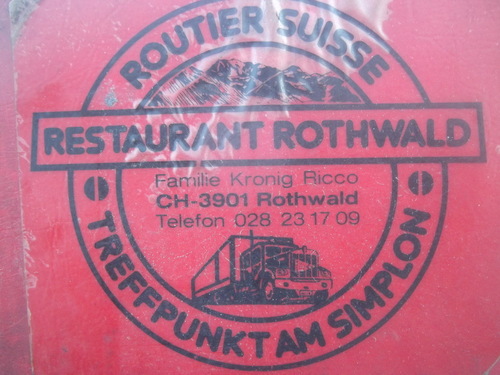 ROUTIER SUISSE
RESTAURANT ROTHWALD
Familie Kronig Ricco
CH-3901 Rothwald
Telefon 028 23 17 09
TREFFPUNKT AM SIMPLON